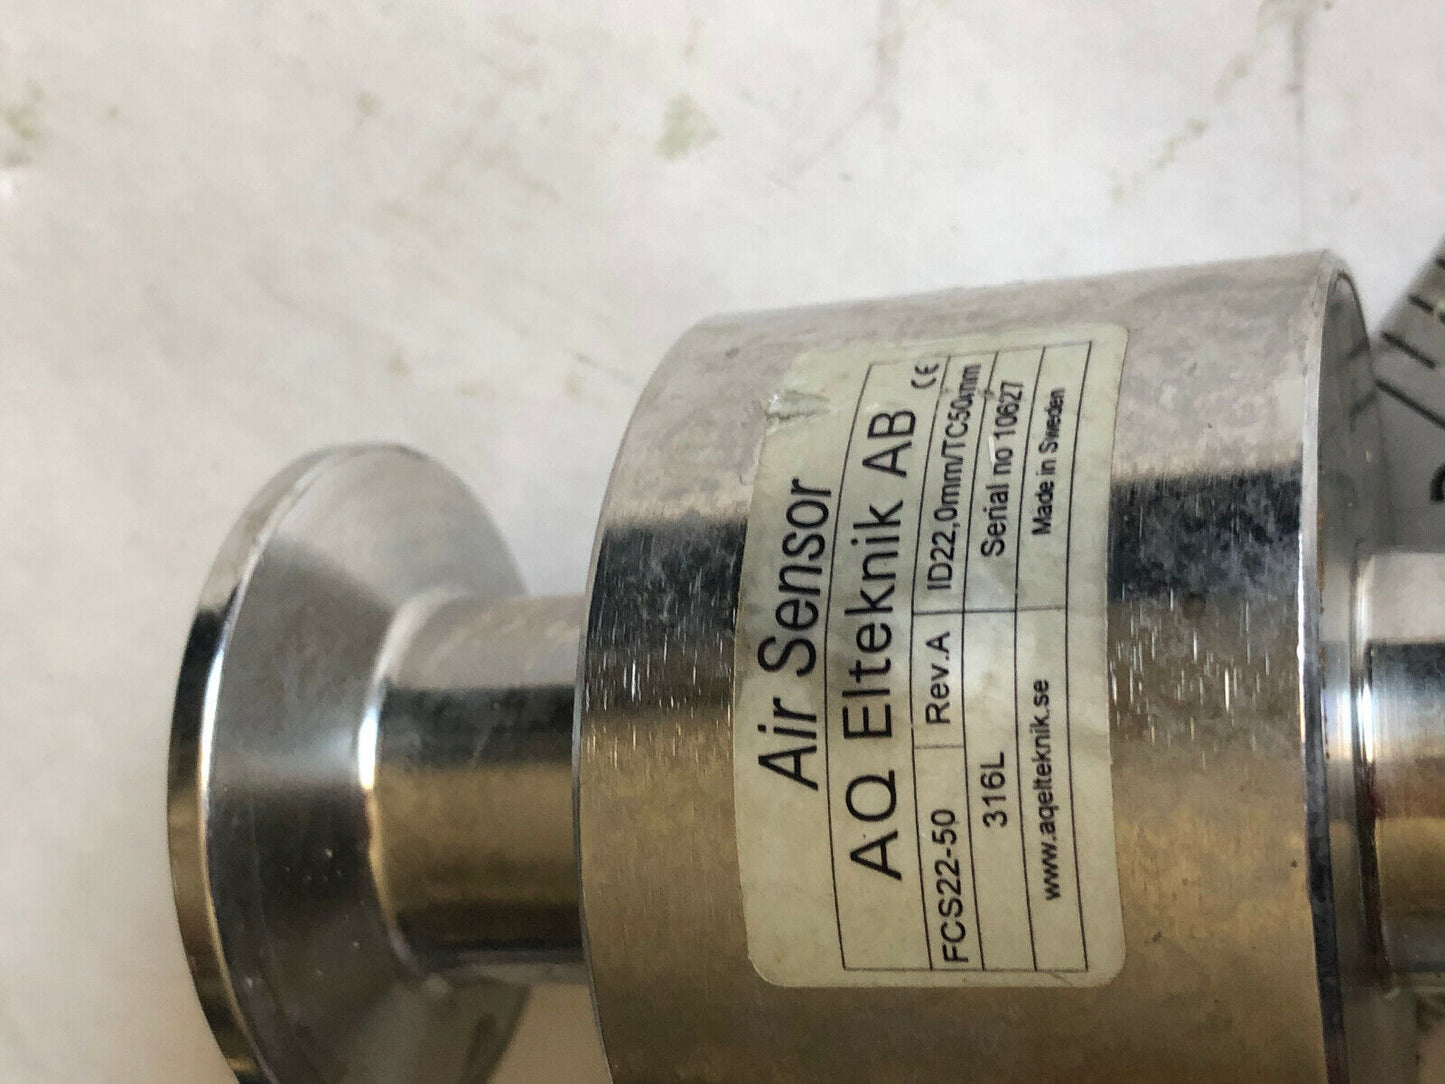 Air Sensor
AQ Elteknik AB CE
FCS22-50 Rev.A ID22,0mm/TC50mm
316L Serial no 10627
www.aqelteknik.se Made in Sweden